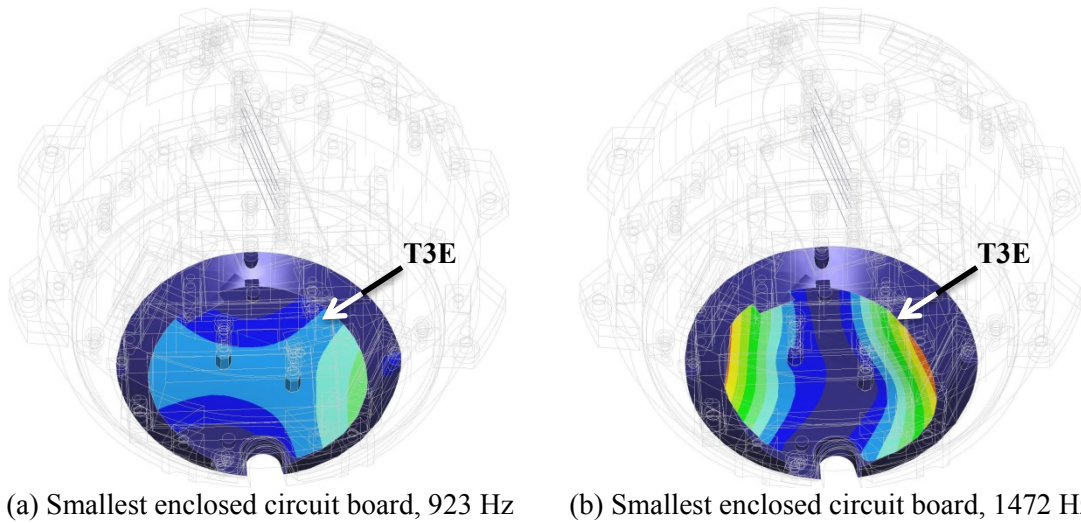 T3E
T3E
(a) Smallest enclosed circuit board, 923 Hz
(b) Smallest enclosed circuit board, 1472 Hz